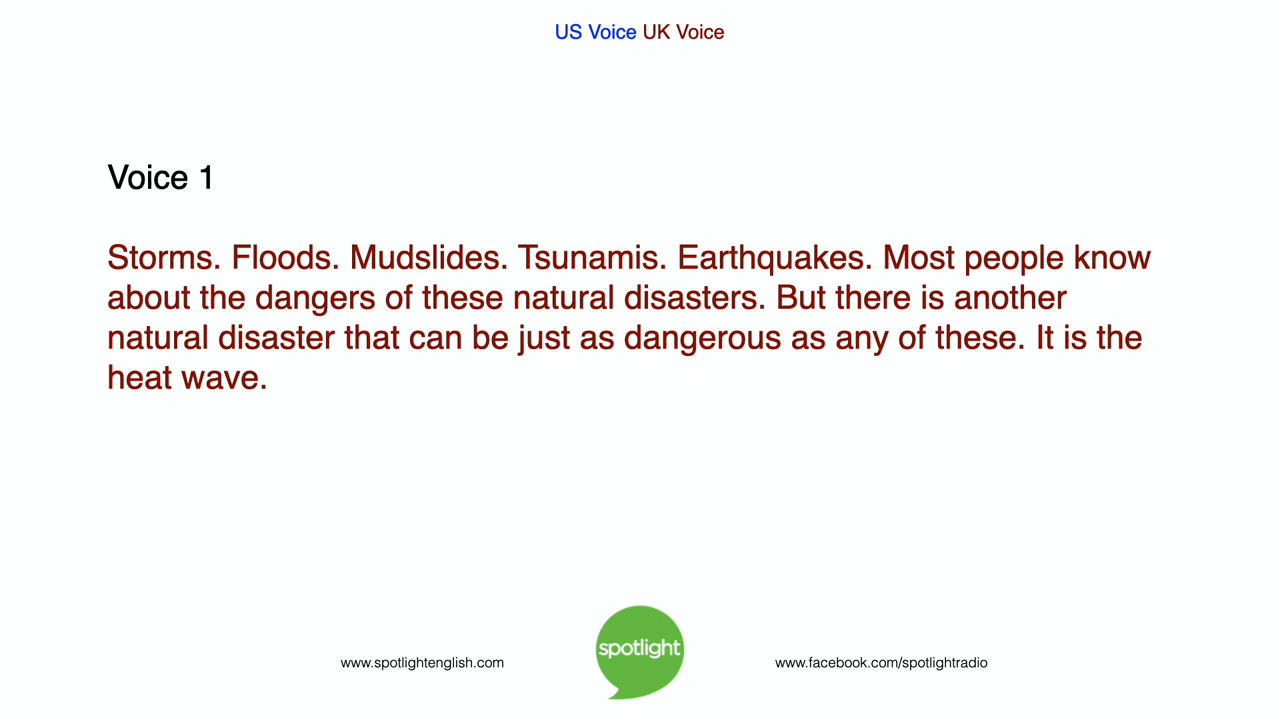 US Voice UK Voice
Voice 1
Storms. Floods. Mudslides. Tsunamis. Earthquakes. Most people know
about the dangers of these natural disasters. But there is another
natural disaster that can be just as dangerous as any of these. It is the
heat wave.
spotlight
www.spotlightenglish.com
www.facebook.com/spotlightradio